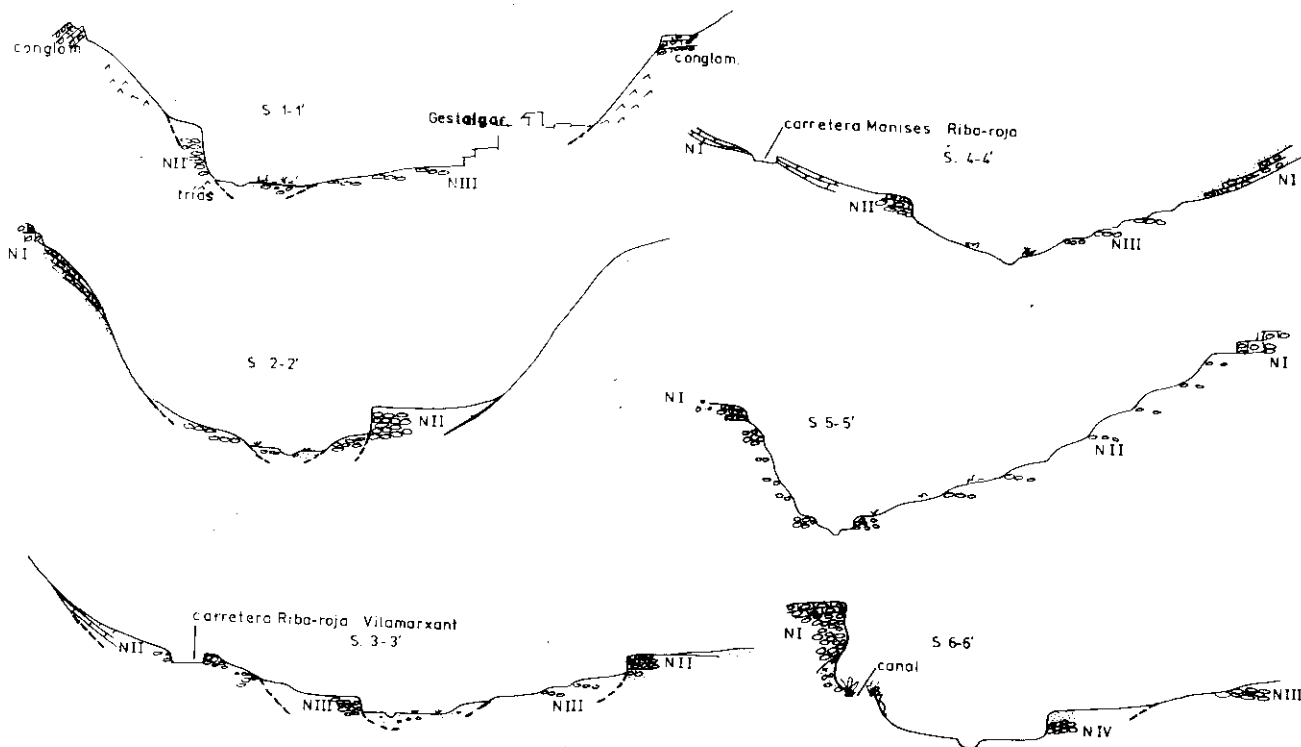 conglam.
conglam.
S. 1-1'
Gestalgar
NII
trias
NIII
carretera Manises Riba-roja
S. 4-4'
NI
NI
NII
NIII
NI
S. 2-2'
NII
NI
NI
S 5-5'
NII
carretera Riba-roja Vilamarxant
S. 3-3'
NII
NII
NIII
NIII
NI
S 6-6'
canal
NIII
NIV